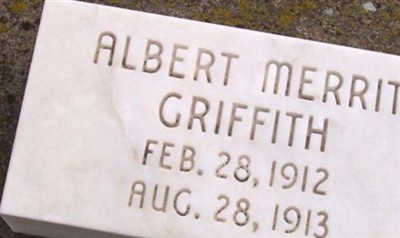 ALBERT MERRIT
GRIFFITH
FEB. 28, 1912
AUG. 28, 1913